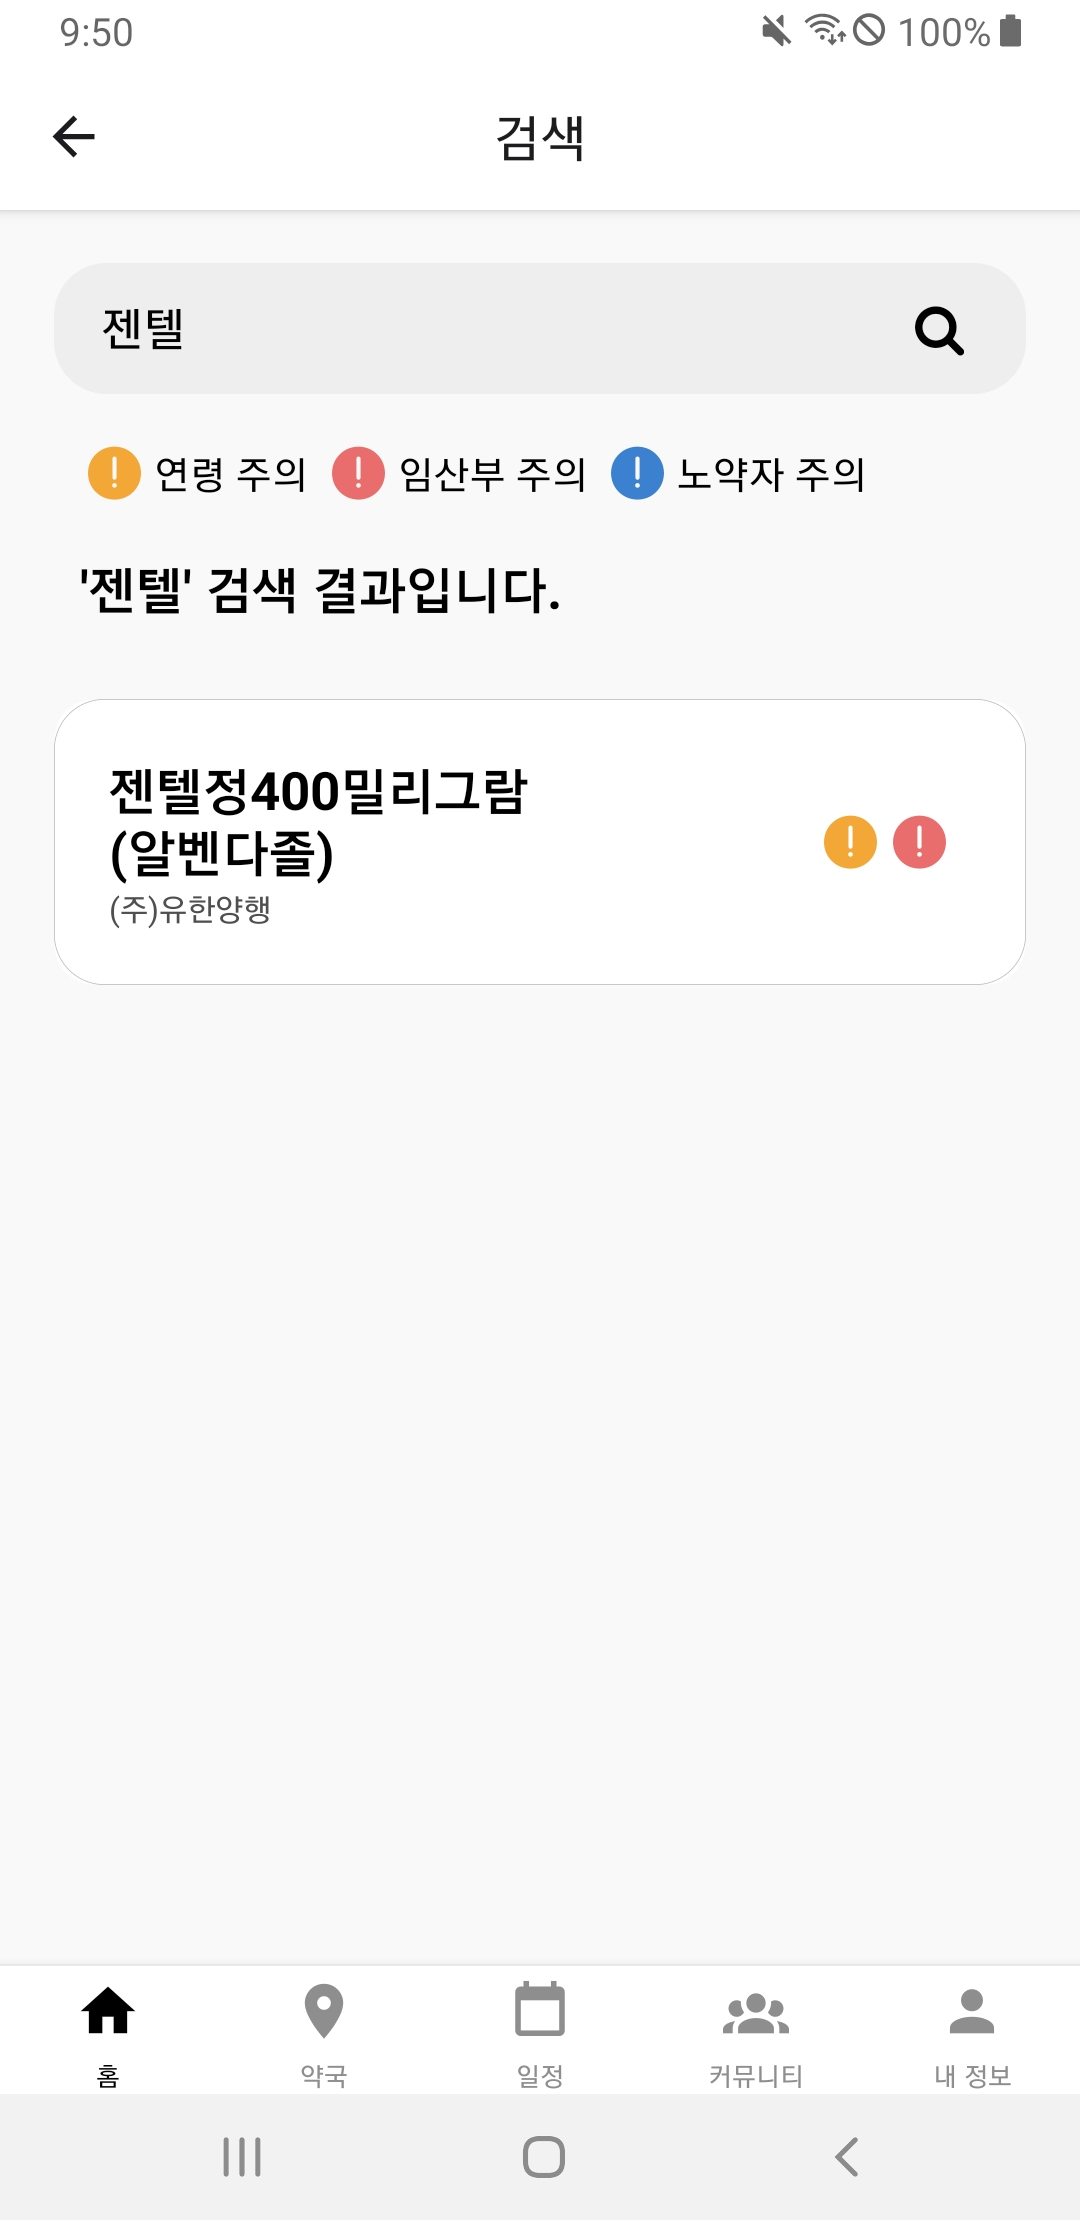 9:50
100%
검색
젠텔
연령 주의 임산부 주의 노약자 주의
'젠텔' 검색 결과입니다.
젠텔정400밀리그람
(알벤다졸)
(주)유한양행
홈 약국 일정 커뮤니티 내 정보